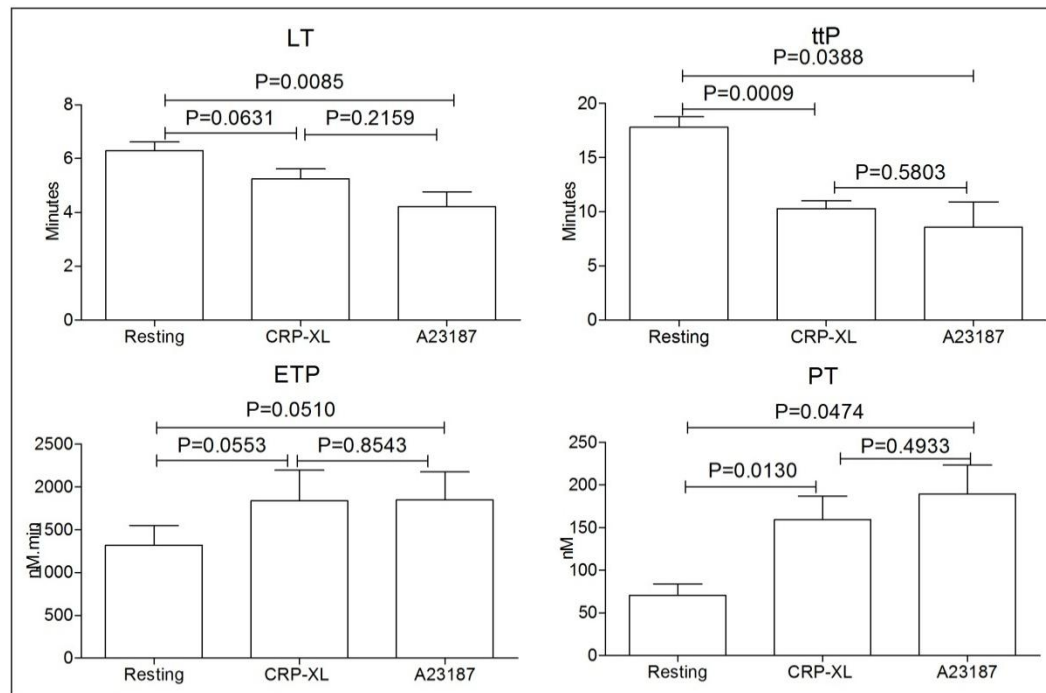 LT
P=0.0085
P=0.0631
P=0.2159
8
6
4
2
0
Minutes
Resting
CRP-XL
A23187
ttP
P=0.0388
P=0.0009
P=0.5803
20
15
10
5
0
Minutes
Resting
CRP-XL
A23187
ETP
P=0.0510
P=0.0553
P=0.8543
2500
2000
1500
1000
500
0
nM.min
Resting
CRP-XL
A23187
PT
P=0.0474
P=0.4933
P=0.0130
250
200
150
100
50
0
nM
Resting
CRP-XL
A23187